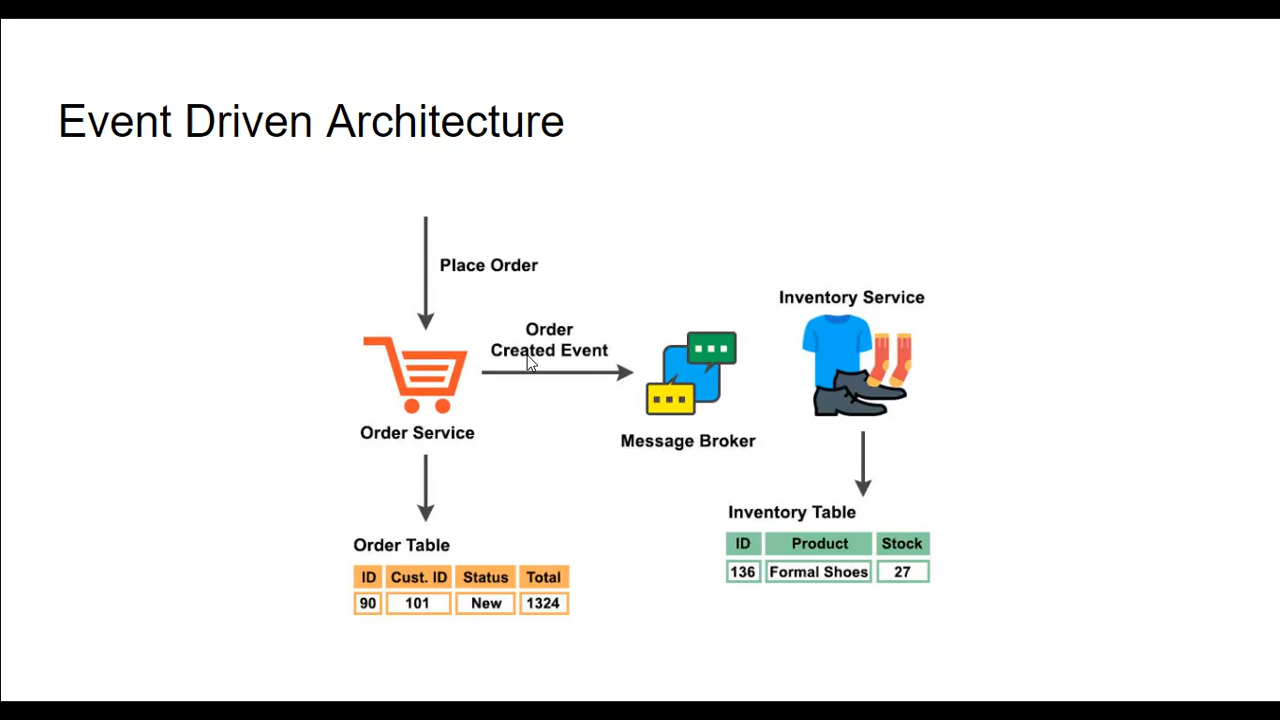 Event Driven Architecture
Place Order
Order
Created Event
Order Service
Message Broker
Inventory Service
Order Table
ID Cust. ID Status Total
90 101 New 1324
Inventory Table
ID Product Stock
136 Formal Shoes 27